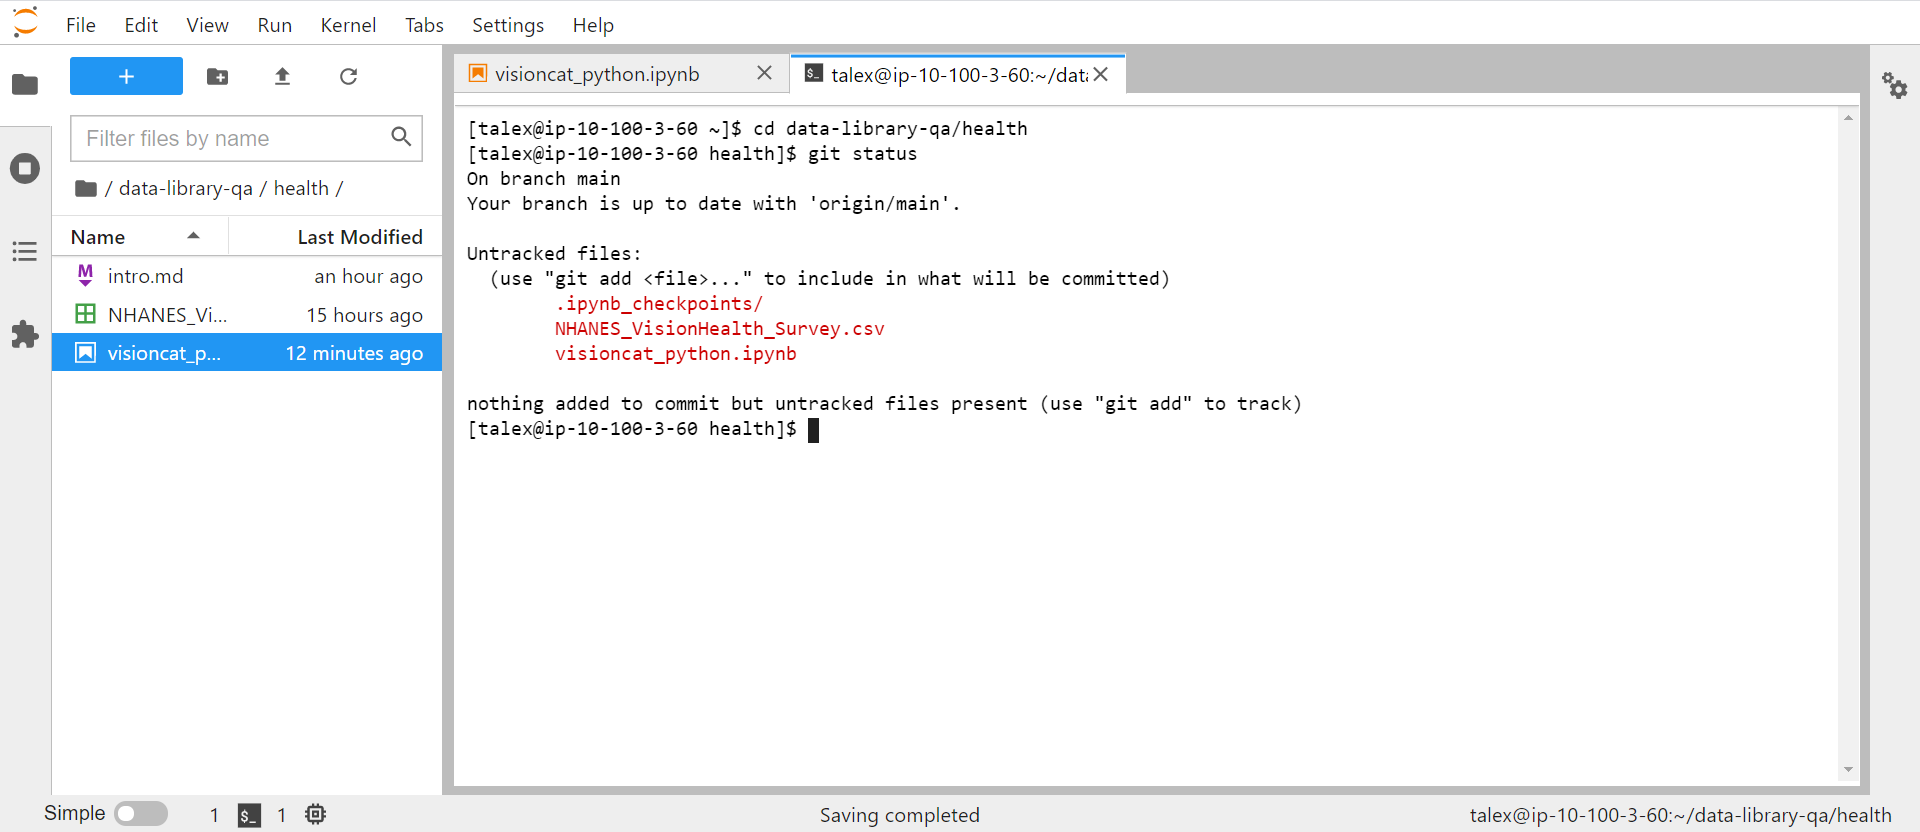 File Edit View Run Kernel Tabs Settings Help
+
Filter files by name
/ data-library-qa / health /
Name Last Modified
intro.md an hour ago
NHANES_Vi... 15 hours ago
visioncat_p... 12 minutes ago
visioncat_python.ipynb
talex@ip-10-100-3-60:~/data
[talex@ip-10-100-3-60 ~]$ cd data-library-qa/health
[talex@ip-10-100-3-60 health]$ git status
On branch main
Your branch is up to date with 'origin/main'.
Untracked files:
(use "git add <file>..." to include in what will be committed)
.ipynb_checkpoints/
NHANES_VisionHealth_Survey.csv
visioncat_python.ipynb
nothing added to commit but untracked files present (use "git add" to track)
[talex@ip-10-100-3-60 health]$
Simple 1 $_ 1 Saving completed talex@ip-10-100-3-60:~/data-library-qa/health